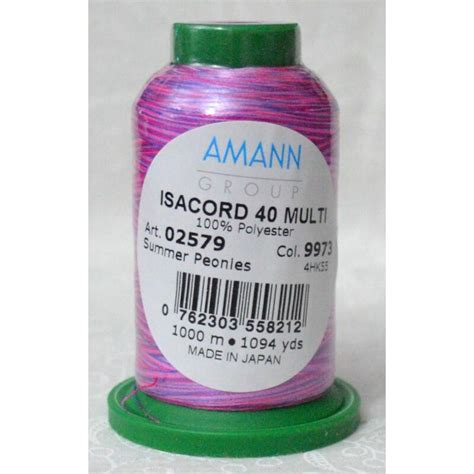 AMANN
GROUP
ISACORD 40 MULTI
100% Polyester
Art. 02579 Col. 9973
Summer Peonies 4HK55
0 762303 558212
1000 m • 1094 yds
MADE IN JAPAN